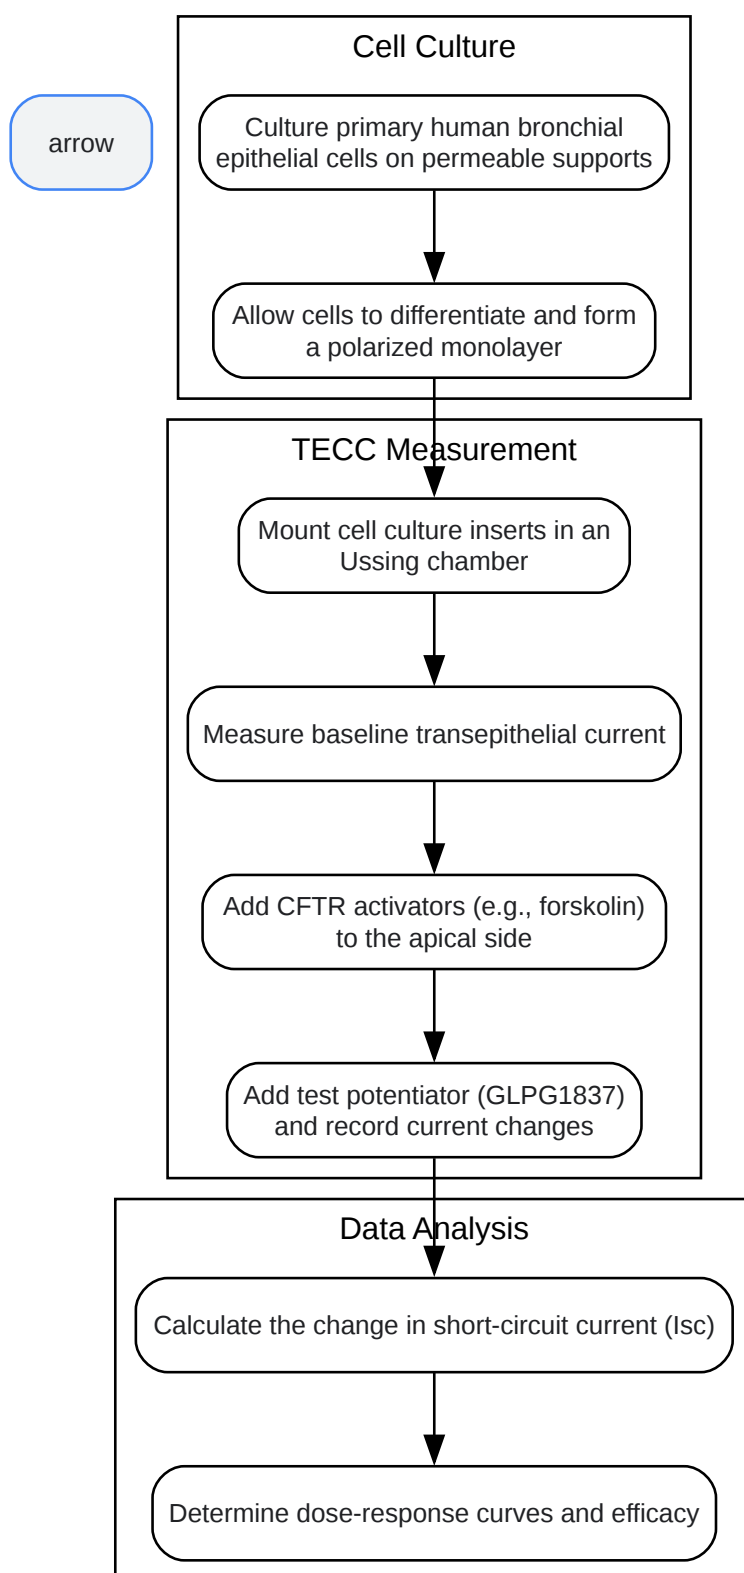 Cell Culture
arrow
Culture primary human bronchial
epithelial cells on permeable supports
Allow cells to differentiate and form
a polarized monolayer
TECC Measurement
Mount cell culture inserts in an
Ussing chamber
Measure baseline transepithelial current
Add CFTR activators (e.g., forskolin)
to the apical side
Add test potentiator (GLPG1837)
and record current changes
Data Analysis
Calculate the change in short-circuit current (Isc)
Determine dose-response curves and efficacy